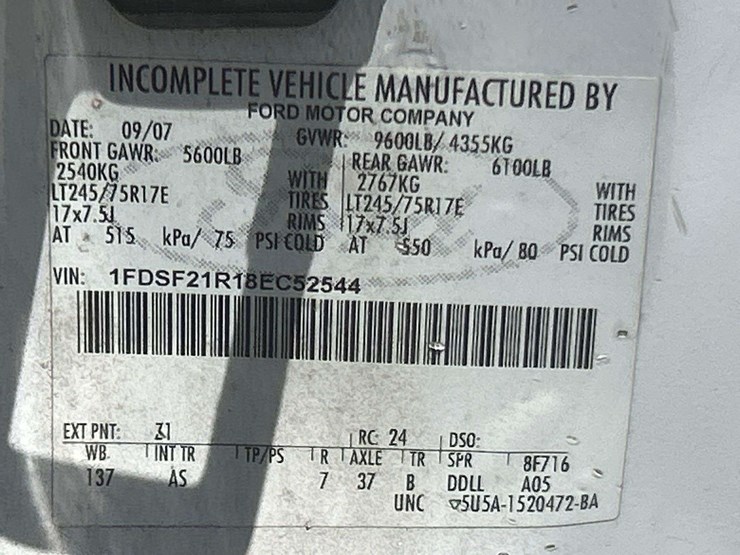 INCOMPLETE VEHICLE MANUFACTURED BY
FORD MOTOR COMPANY
DATE: 09/07 GVWR: 9600LB/ 4355KG
FRONT GAWR: 5600LB REAR GAWR: 6100LB
2540KG WITH 2767KG WITH
LT245/75R17E TIRES LT245/75R17E TIRES
17x7.5J RIMS 17x7.5J RIMS
AT 515 kPa/ 75 PSI COLD AT 550 kPa/ 80 PSI COLD
VIN: 1FDSF21R18EC52544
EXT PNT: Z1 RC: 24 DSO:
WB INT TR TP/PS R AXLE TR SPR 8F716
137 AS 7 37 B DDLL A05
UNC ▽5U5A-1520472-BA